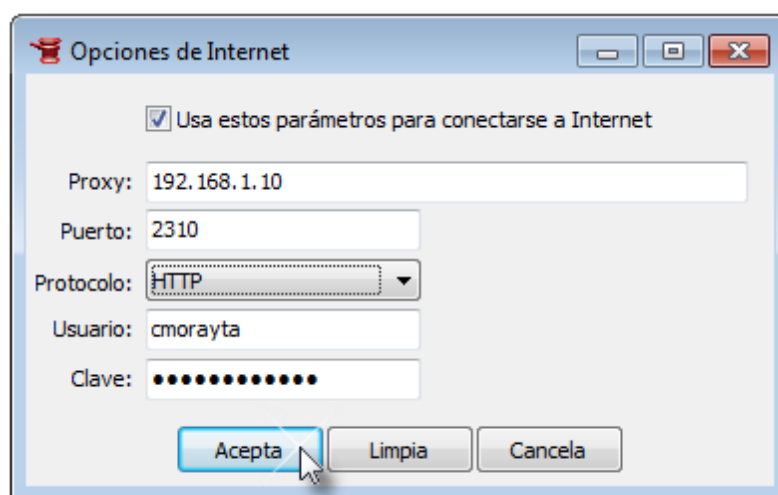 Opciones de Internet
Usa estos parámetros para conectarse a Internet
Proxy: 192.168.1.10
Puerto: 2310
Protocolo: HTTP
Usuario: cmorayta
Clave: ••••••••••••
Acepta Limpia Cancela